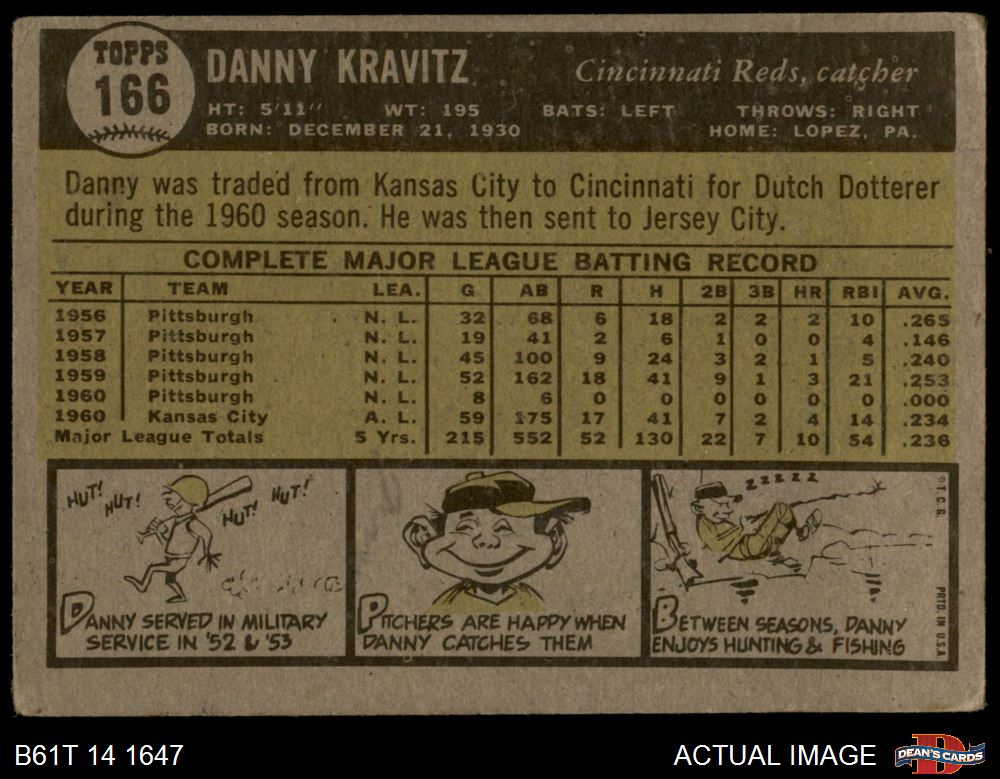 TOPPS
166
DANNY KRAVITZ
Cincinnati Reds, catcher
HT: 5'11" WT: 195 BATS: LEFT THROWS: RIGHT
BORN: DECEMBER 21, 1930 HOME: LOPEZ, PA.
Danny was traded from Kansas City to Cincinnati for Dutch Dotterer
during the 1960 season. He was then sent to Jersey City.
COMPLETE MAJOR LEAGUE BATTING RECORD
YEAR TEAM LEA. G AB R H 2B 3B HR RBI AVG.
1956 Pittsburgh N. L. 32 68 6 18 2 2 2 10 .265
1957 Pittsburgh N. L. 19 41 2 6 1 0 0 4 .146
1958 Pittsburgh N. L. 45 100 9 24 3 2 1 5 .240
1959 Pittsburgh N. L. 52 162 18 41 9 1 3 21 .253
1960 Pittsburgh N. L. 8 6 0 0 0 0 0 0 .000
1960 Kansas City A. L. 59 175 17 41 7 2 4 14 .234
Major League Totals 5 Yrs. 215 552 52 130 22 7 10 54 .236
HUT! HUT! HUT! HUT!
DANNY SERVED IN MILITARY
SERVICE IN '52 & '53
PITCHERS ARE HAPPY WHEN
DANNY CATCHES THEM
ZZZZZ
BETWEEN SEASONS, DANNY
ENJOYS HUNTING & FISHING
© T.C.G.
PRTD. IN U.S.A.
B61T 14 1647
ACTUAL IMAGE
DEAN'S CARDS